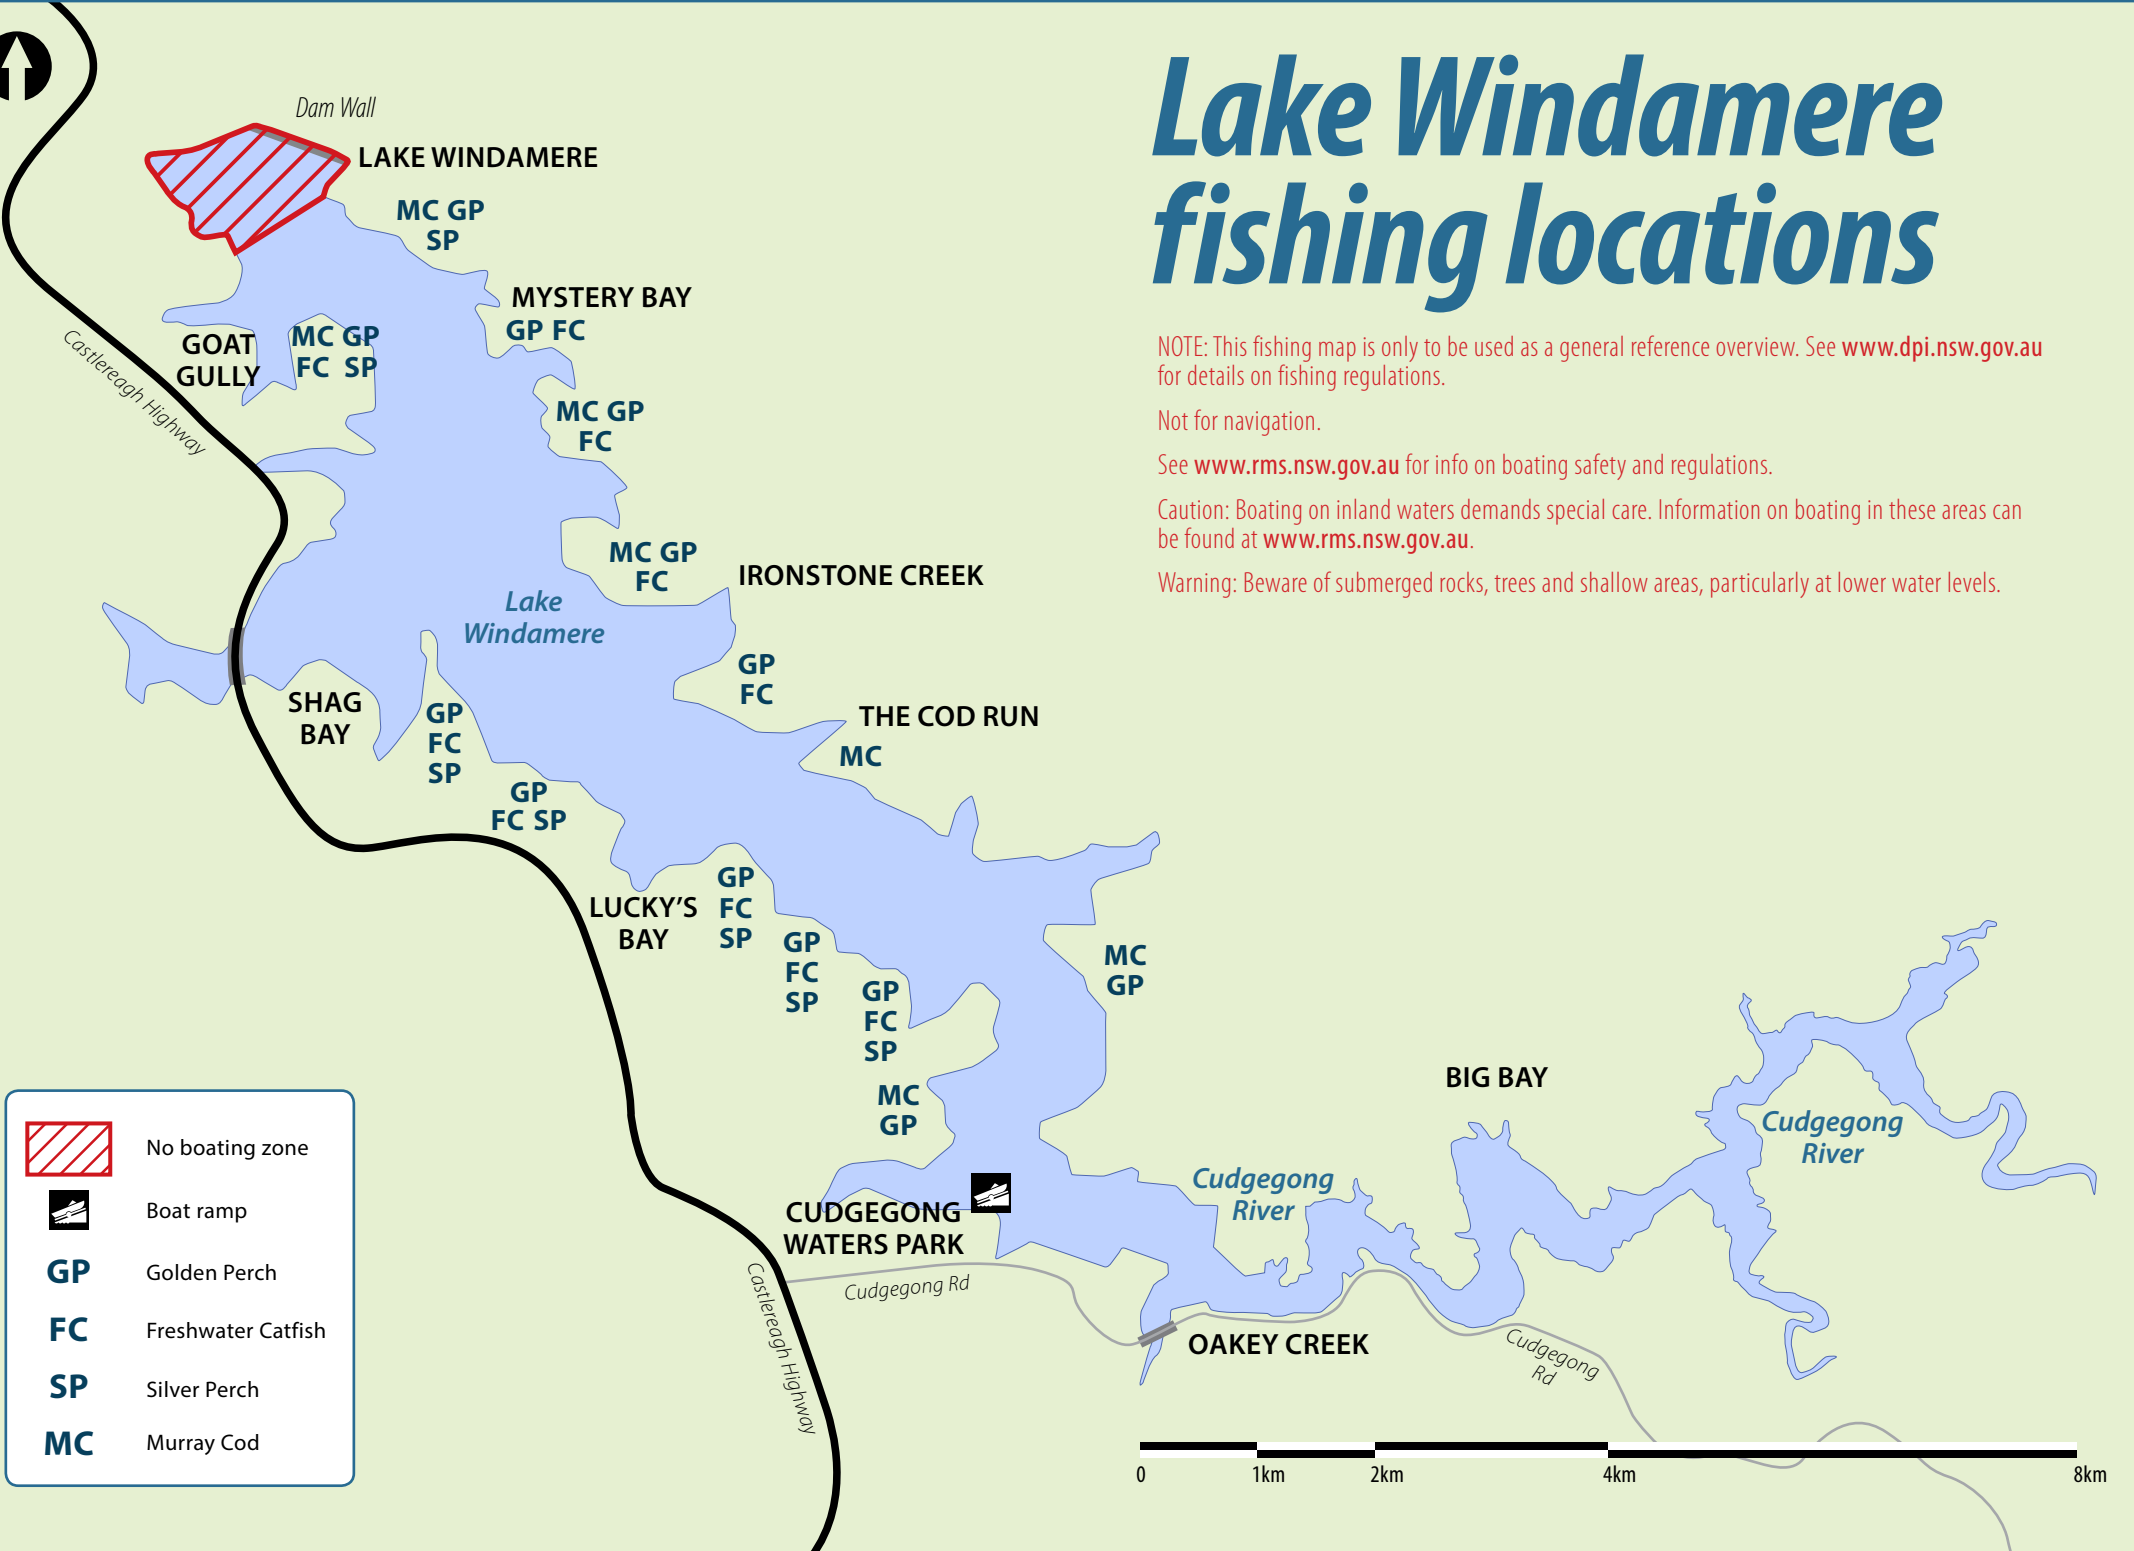 Lake Windamere
fishing locations
NOTE: This fishing map is only to be used as a general reference overview. See www.dpi.nsw.gov.au
for details on fishing regulations.
Not for navigation.
See www.rms.nsw.gov.au for info on boating safety and regulations.
Caution: Boating on inland waters demands special care. Information on boating in these areas can
be found at www.rms.nsw.gov.au.
Warning: Beware of submerged rocks, trees and shallow areas, particularly at lower water levels.
Dam Wall
LAKE WINDAMERE
MC GP
SP
MYSTERY BAY
GP FC
GOAT
GULLY
MC GP
FC SP
Castlereagh Highway
MC GP
FC
MC GP
FC
IRONSTONE CREEK
Lake
Windamere
GP
FC
SHAG
BAY
GP
FC
SP
THE COD RUN
MC
GP
FC SP
LUCKY'S
BAY
GP
FC
SP
GP
FC
SP
GP
FC
SP
MC
GP
MC
GP
BIG BAY
Cudgegong
River
Cudgegong
River
CUDGEGONG
WATERS PARK
Cudgegong Rd
Castlereagh Highway
OAKEY CREEK
Cudgegong
Rd
No boating zone
Boat ramp
GP Golden Perch
FC Freshwater Catfish
SP Silver Perch
MC Murray Cod
0 1km 2km 4km 8km